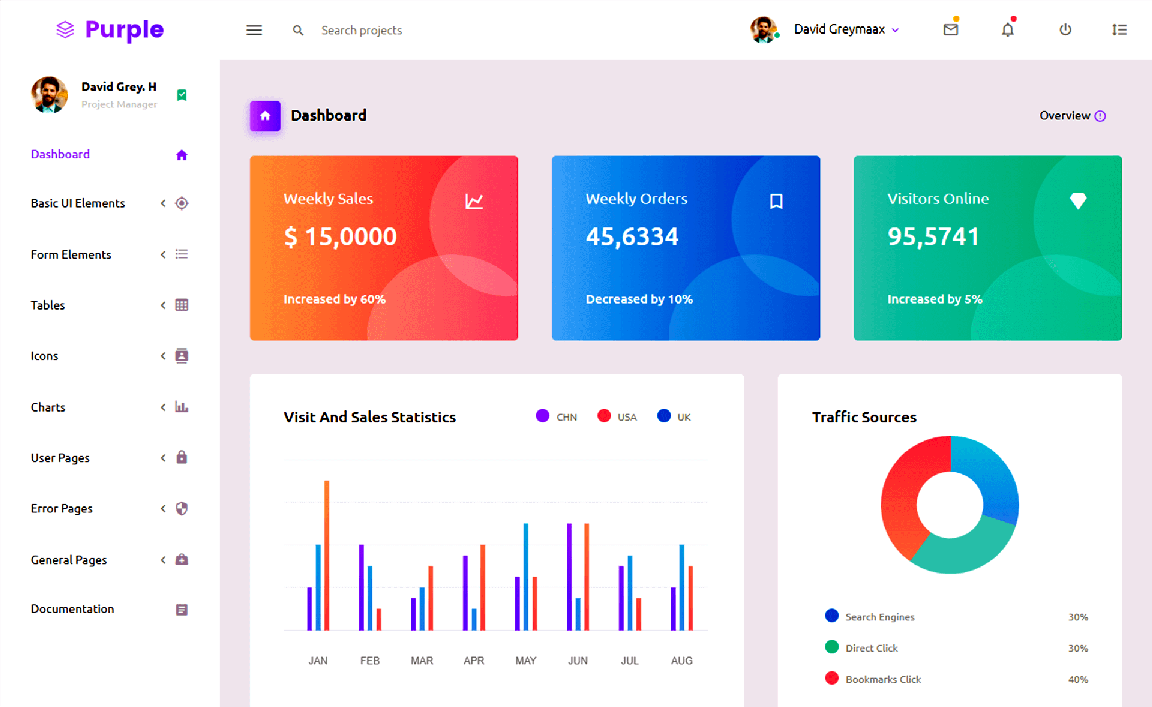 Purple
Search projects
David Greymaax
David Grey. H
Project Manager
Dashboard
Basic UI Elements
Form Elements
Tables
Icons
Charts
User Pages
Error Pages
General Pages
Documentation
Dashboard
Overview
Weekly Sales
$ 15,0000
Increased by 60%
Weekly Orders
45,6334
Decreased by 10%
Visitors Online
95,5741
Increased by 5%
Visit And Sales Statistics
CHN USA UK
JAN FEB MAR APR MAY JUN JUL AUG
Traffic Sources
Search Engines 30%
Direct Click 30%
Bookmarks Click 40%